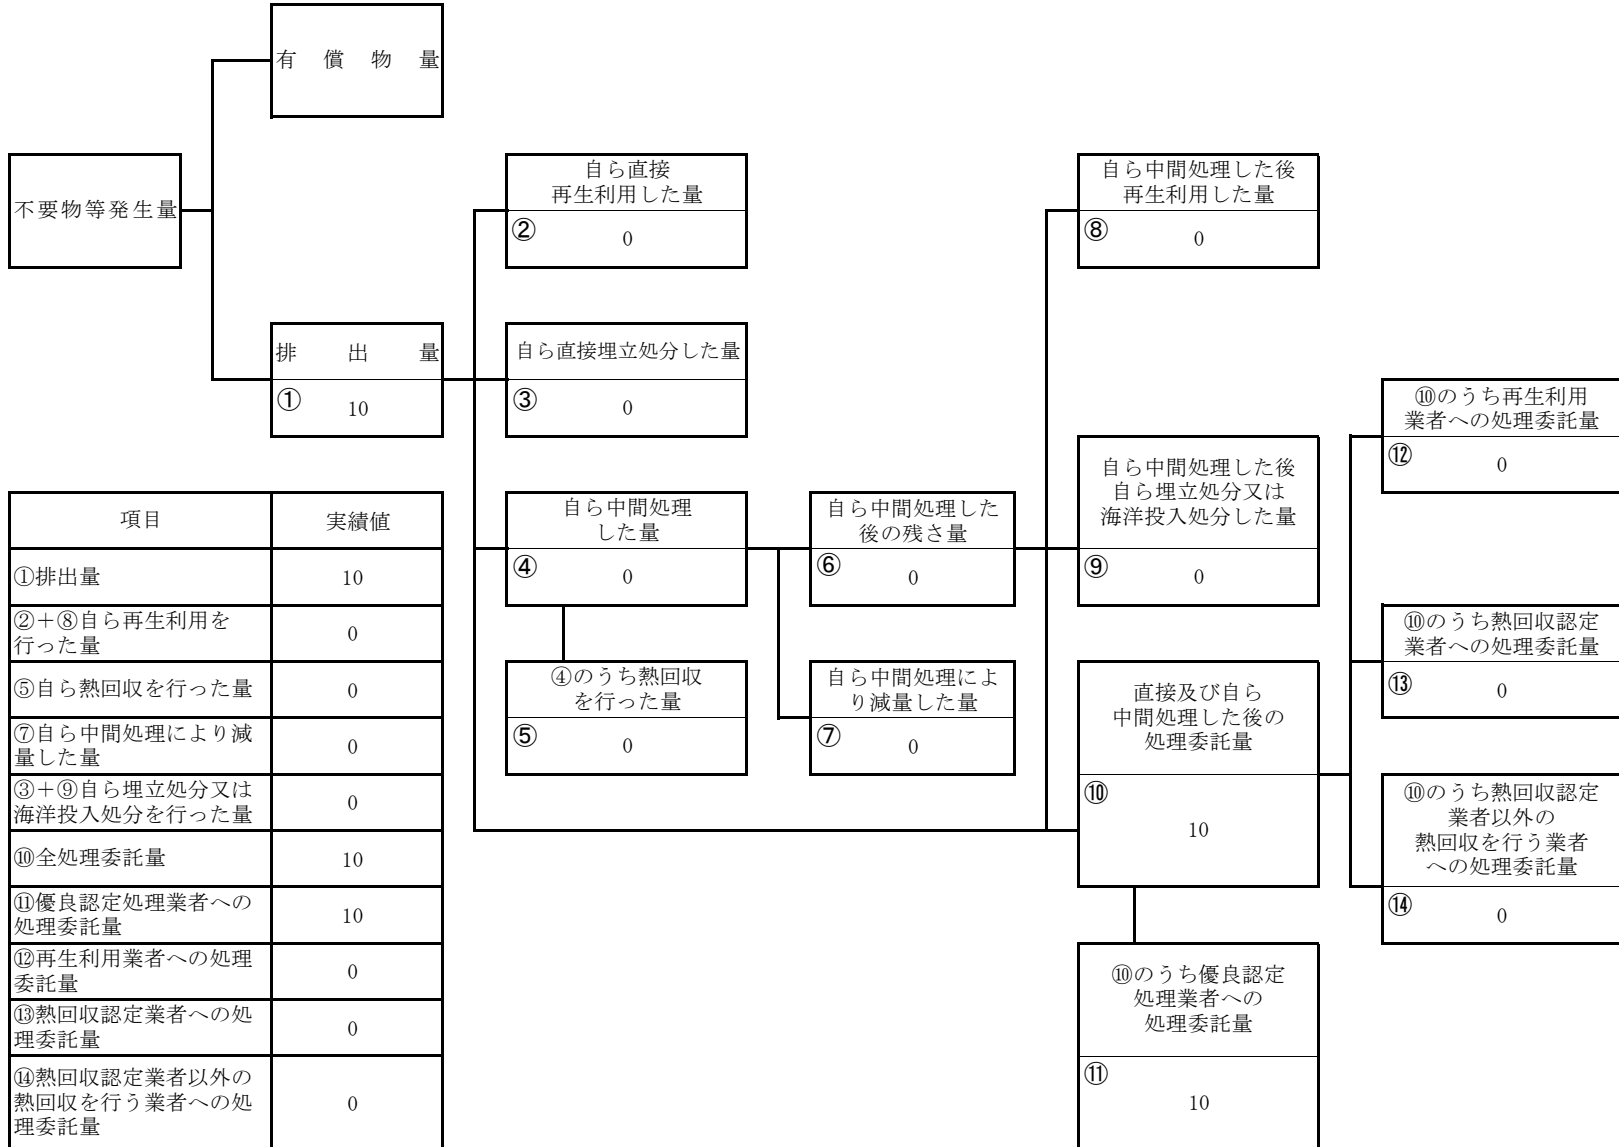 有償物量
不要物等発生量
排出量
① 10
自ら直接
再生利用した量
② 0
自ら直接埋立処分した量
③ 0
自ら中間処理
した量
④ 0
④のうち熱回収
を行った量
⑤ 0
自ら中間処理した
後の残さ量
⑥ 0
自ら中間処理によ
り減量した量
⑦ 0
自ら中間処理した後
再生利用した量
⑧ 0
自ら中間処理した後
自ら埋立処分又は
海洋投入処分した量
⑨ 0
直接及び自ら
中間処理した後の
処理委託量
⑩ 10
⑩のうち優良認定
処理業者への
処理委託量
⑪ 10
⑩のうち再生利用
業者への処理委託量
⑫ 0
⑩のうち熱回収認定
業者への処理委託量
⑬ 0
⑩のうち熱回収認定
業者以外の
熱回収を行う業者
への処理委託量
⑭ 0
項目 実績値
①排出量 10
②+⑧自ら再生利用を
行った量 0
⑤自ら熱回収を行った量 0
⑦自ら中間処理により減
量した量 0
③+⑨自ら埋立処分又は
海洋投入処分を行った量 0
⑩全処理委託量 10
⑪優良認定処理業者への
処理委託量 10
⑫再生利用業者への処理
委託量 0
⑬熱回収認定業者への処
理委託量 0
⑭熱回収認定業者以外の
熱回収を行う業者への処
理委託量 0